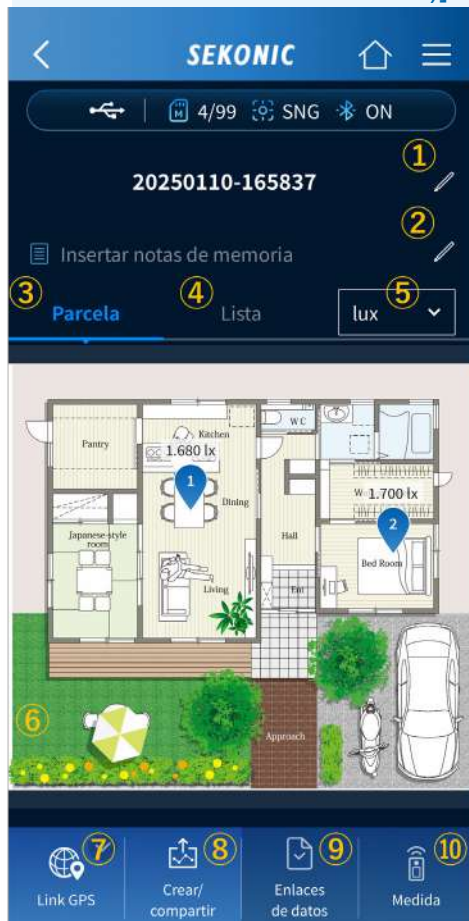 SEKONIC
M 4/99 SNG ON
①
20250110-165837
②
Insertar notas de memoria
③ ④ ⑤
Parcela Lista lux
Kitchen
WC
Pantry
1.680 lx
1
W 1.700 lx
2
Dining
Japanese-style
room
Hall
Bed Room
Living
Ent
⑥
Approach
⑦ ⑧ ⑨ ⑩
Link GPS
Crear/
compartir
Enlaces
de datos
Medida